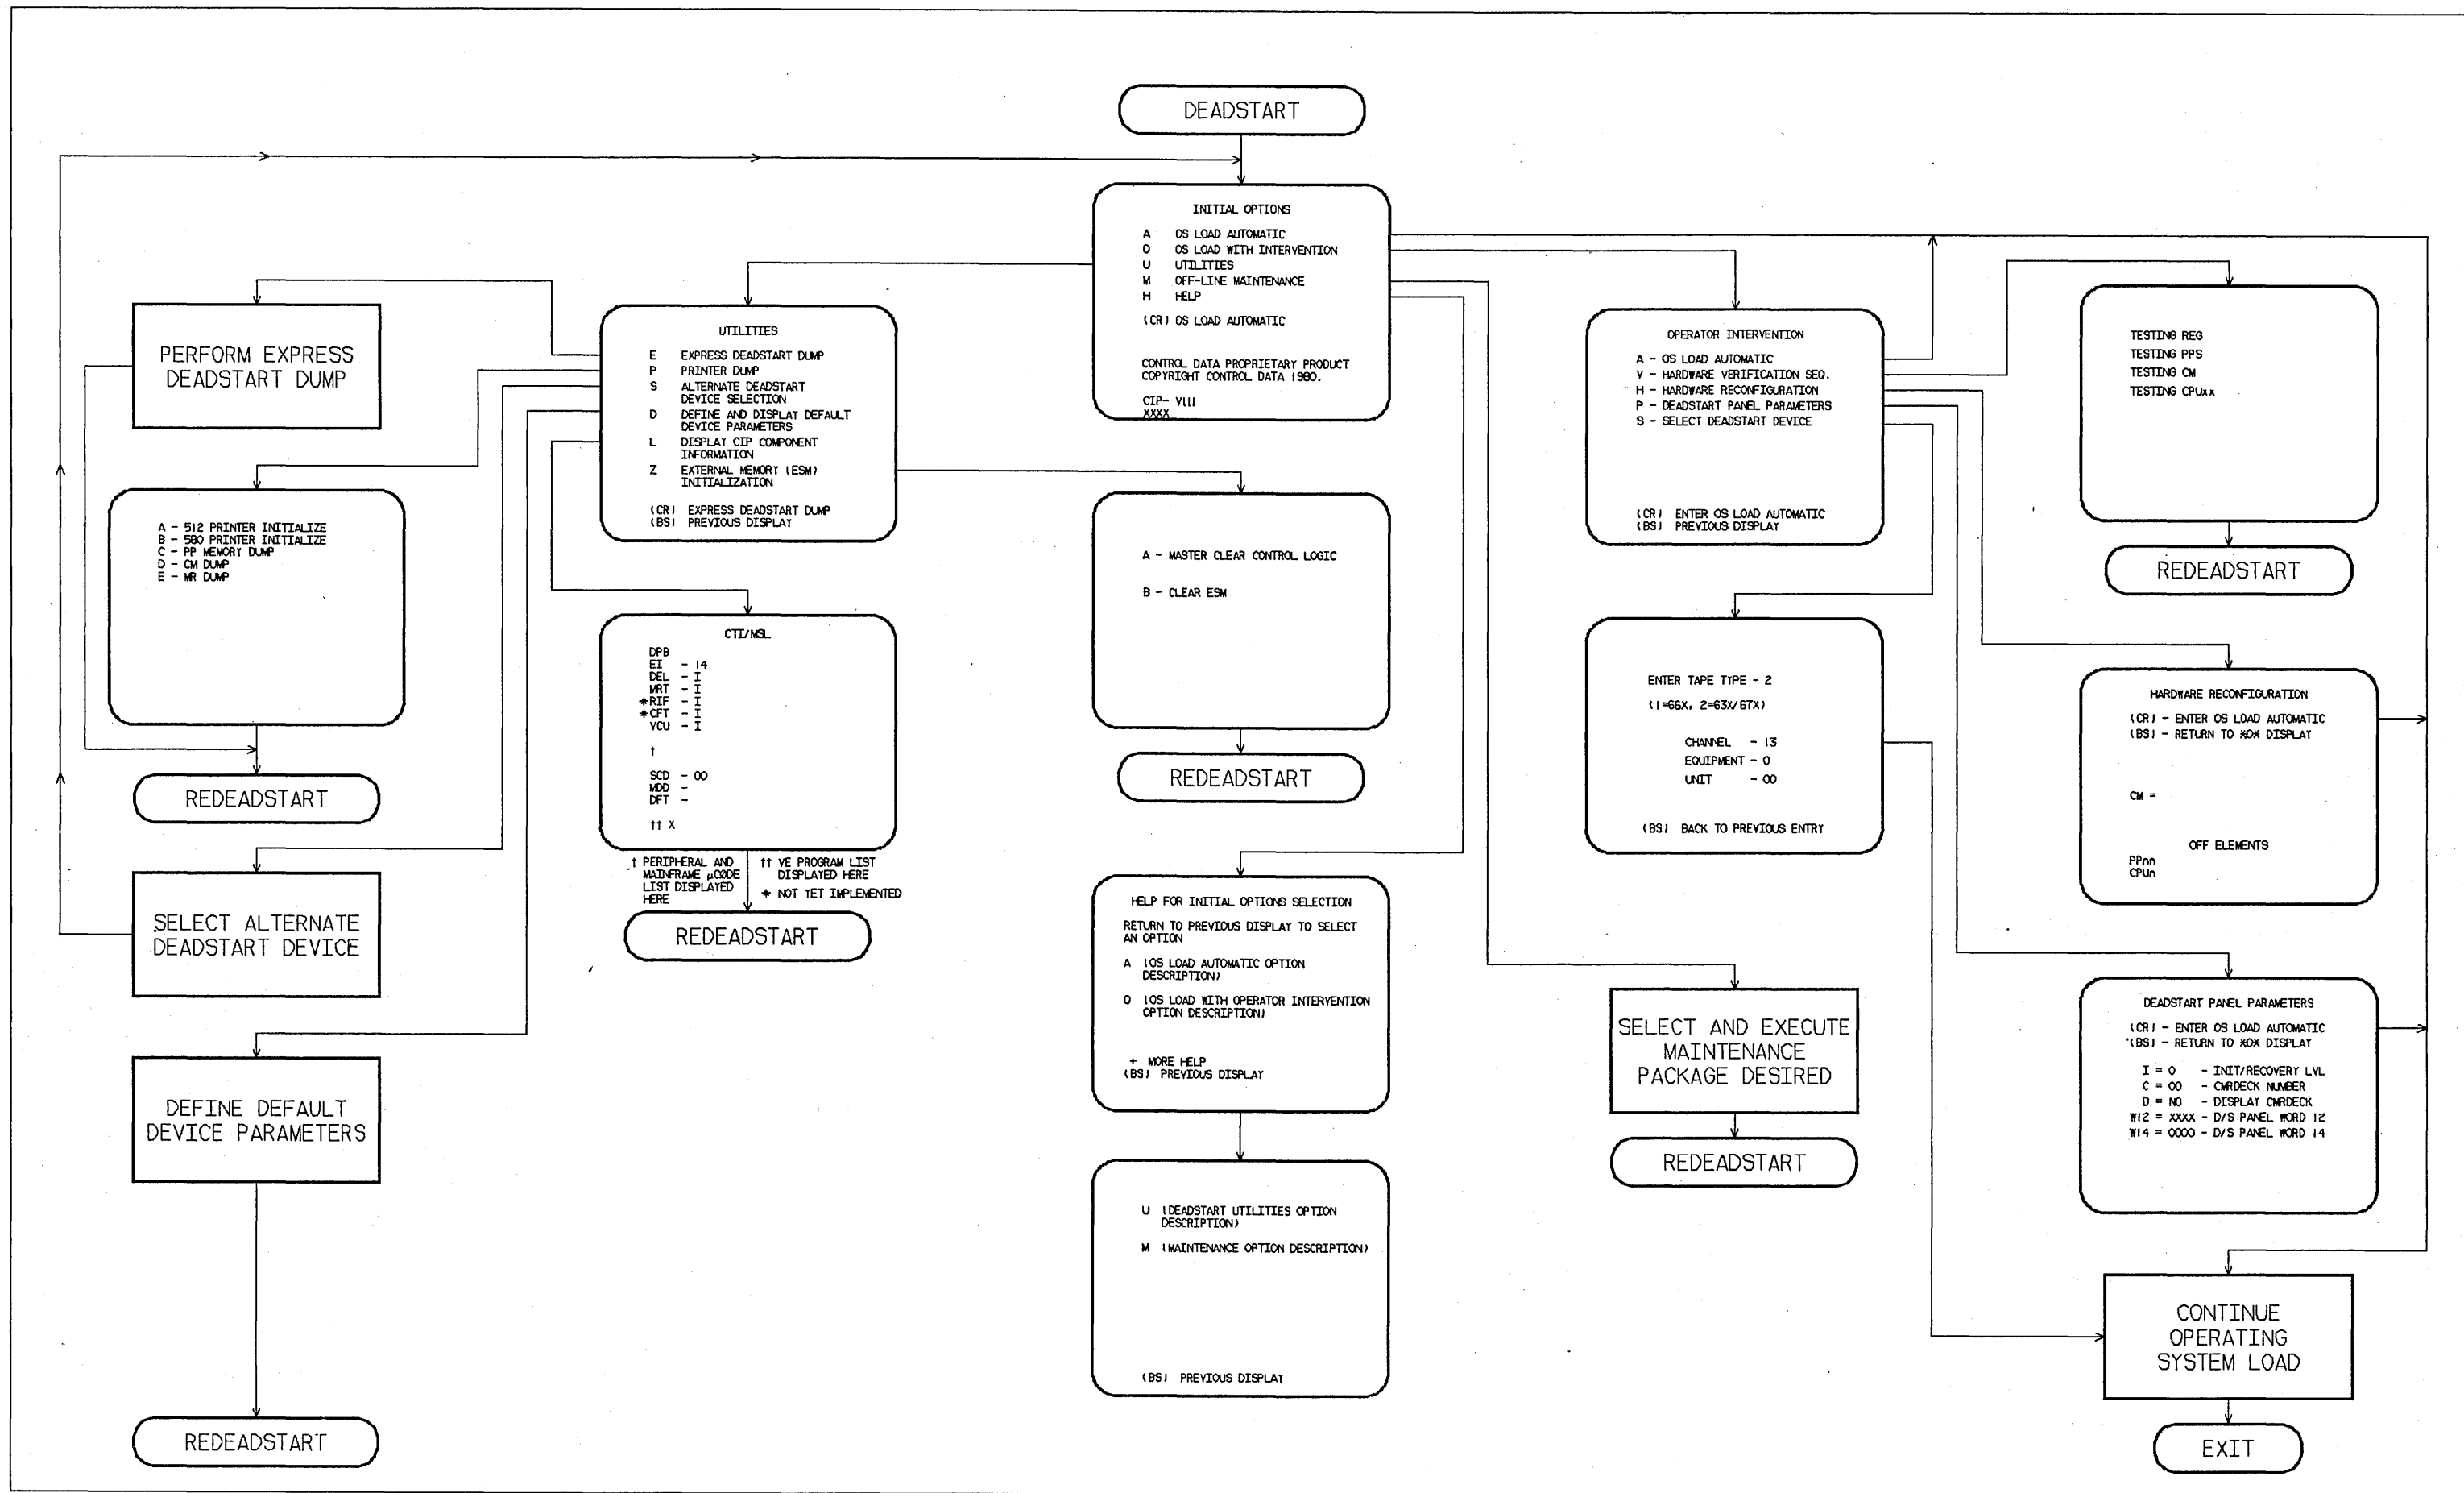 DEADSTART
INITIAL OPTIONS
A OS LOAD AUTOMATIC
O OS LOAD WITH INTERVENTION
U UTILITIES
M OFF-LINE MAINTENANCE
H HELP
(CR) OS LOAD AUTOMATIC
CONTROL DATA PROPRIETARY PRODUCT
COPYRIGHT CONTROL DATA 1980.
CIP- V111
XXXX
UTILITIES
E EXPRESS DEADSTART DUMP
P PRINTER DUMP
S ALTERNATE DEADSTART
DEVICE SELECTION
D DEFINE AND DISPLAY DEFAULT
DEVICE PARAMETERS
L DISPLAY CIP COMPONENT
INFORMATION
Z EXTERNAL MEMORY (ESM)
INITIALIZATION
(CR) EXPRESS DEADSTART DUMP
(BS) PREVIOUS DISPLAY
PERFORM EXPRESS
DEADSTART DUMP
A - 512 PRINTER INITIALIZE
B - 580 PRINTER INITIALIZE
C - PP MEMORY DUMP
D - CM DUMP
E - MR DUMP
REDEADSTART
SELECT ALTERNATE
DEADSTART DEVICE
DEFINE DEFAULT
DEVICE PARAMETERS
REDEADSTART
CTI/MSL
DPB
EI - 14
DEL - I
MRT - I
*RIF - I
*CFT - I
VCU - I
†
SCD - 00
MDD -
DFT -
†† X
† PERIPHERAL AND
MAINFRAME µCODE
LIST DISPLAYED
HERE
†† VE PROGRAM LIST
DISPLAYED HERE
* NOT YET IMPLEMENTED
REDEADSTART
A - MASTER CLEAR CONTROL LOGIC
B - CLEAR ESM
REDEADSTART
HELP FOR INITIAL OPTIONS SELECTION
RETURN TO PREVIOUS DISPLAY TO SELECT
AN OPTION
A (OS LOAD AUTOMATIC OPTION
DESCRIPTION)
O (OS LOAD WITH OPERATOR INTERVENTION
OPTION DESCRIPTION)
+ MORE HELP
(BS) PREVIOUS DISPLAY
U (DEADSTART UTILITIES OPTION
DESCRIPTION)
M (MAINTENANCE OPTION DESCRIPTION)
(BS) PREVIOUS DISPLAY
OPERATOR INTERVENTION
A - OS LOAD AUTOMATIC
V - HARDWARE VERIFICATION SEQ.
H - HARDWARE RECONFIGURATION
P - DEADSTART PANEL PARAMETERS
S - SELECT DEADSTART DEVICE
(CR) ENTER OS LOAD AUTOMATIC
(BS) PREVIOUS DISPLAY
ENTER TAPE TYPE - 2
(1=66X, 2=63X/67X)
CHANNEL - 13
EQUIPMENT - 0
UNIT - 00
(BS) BACK TO PREVIOUS ENTRY
SELECT AND EXECUTE
MAINTENANCE
PACKAGE DESIRED
REDEADSTART
TESTING REG
TESTING PPS
TESTING CM
TESTING CPUxx
REDEADSTART
HARDWARE RECONFIGURATION
(CR) - ENTER OS LOAD AUTOMATIC
(BS) - RETURN TO *O* DISPLAY
CM =
OFF ELEMENTS
PPnn
CPUn
DEADSTART PANEL PARAMETERS
(CR) - ENTER OS LOAD AUTOMATIC
(BS) - RETURN TO *O* DISPLAY
I = 0 - INIT/RECOVERY LVL
C = 00 - CMRDECK NUMBER
D = NO - DISPLAY CMRDECK
W12 = XXXX - D/S PANEL WORD 12
W14 = 0000 - D/S PANEL WORD 14
CONTINUE
OPERATING
SYSTEM LOAD
EXIT